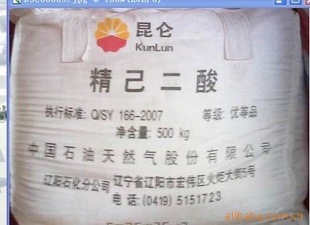 昆仑
KunLun
精己二酸
执行标准: Q/SY 166-2007 等级: 优等品
净含量: 500 kg
中国石油天然气股份有限公司
辽阳石化分公司 辽宁省辽阳市宏伟区火炬大街5号
电话: (0419) 5151723